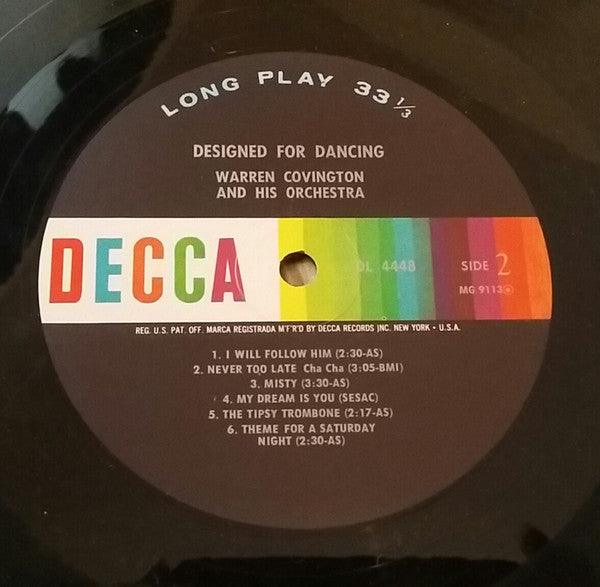 LONG PLAY 33 1/3
DESIGNED FOR DANCING
WARREN COVINGTON
AND HIS ORCHESTRA
DECCA
DL 4448
SIDE 2
MG 9113
REG. U.S. PAT. OFF. MARCA REGISTRADA M'F'R'D BY DECCA RECORDS INC. NEW YORK • U.S.A.
1. I WILL FOLLOW HIM (2:30-AS)
2. NEVER TOO LATE Cha Cha (3:05-BMI)
3. MISTY (3:30-AS)
4. MY DREAM IS YOU (SESAC)
5. THE TIPSY TROMBONE (2:17-AS)
6. THEME FOR A SATURDAY
NIGHT (2:30-AS)